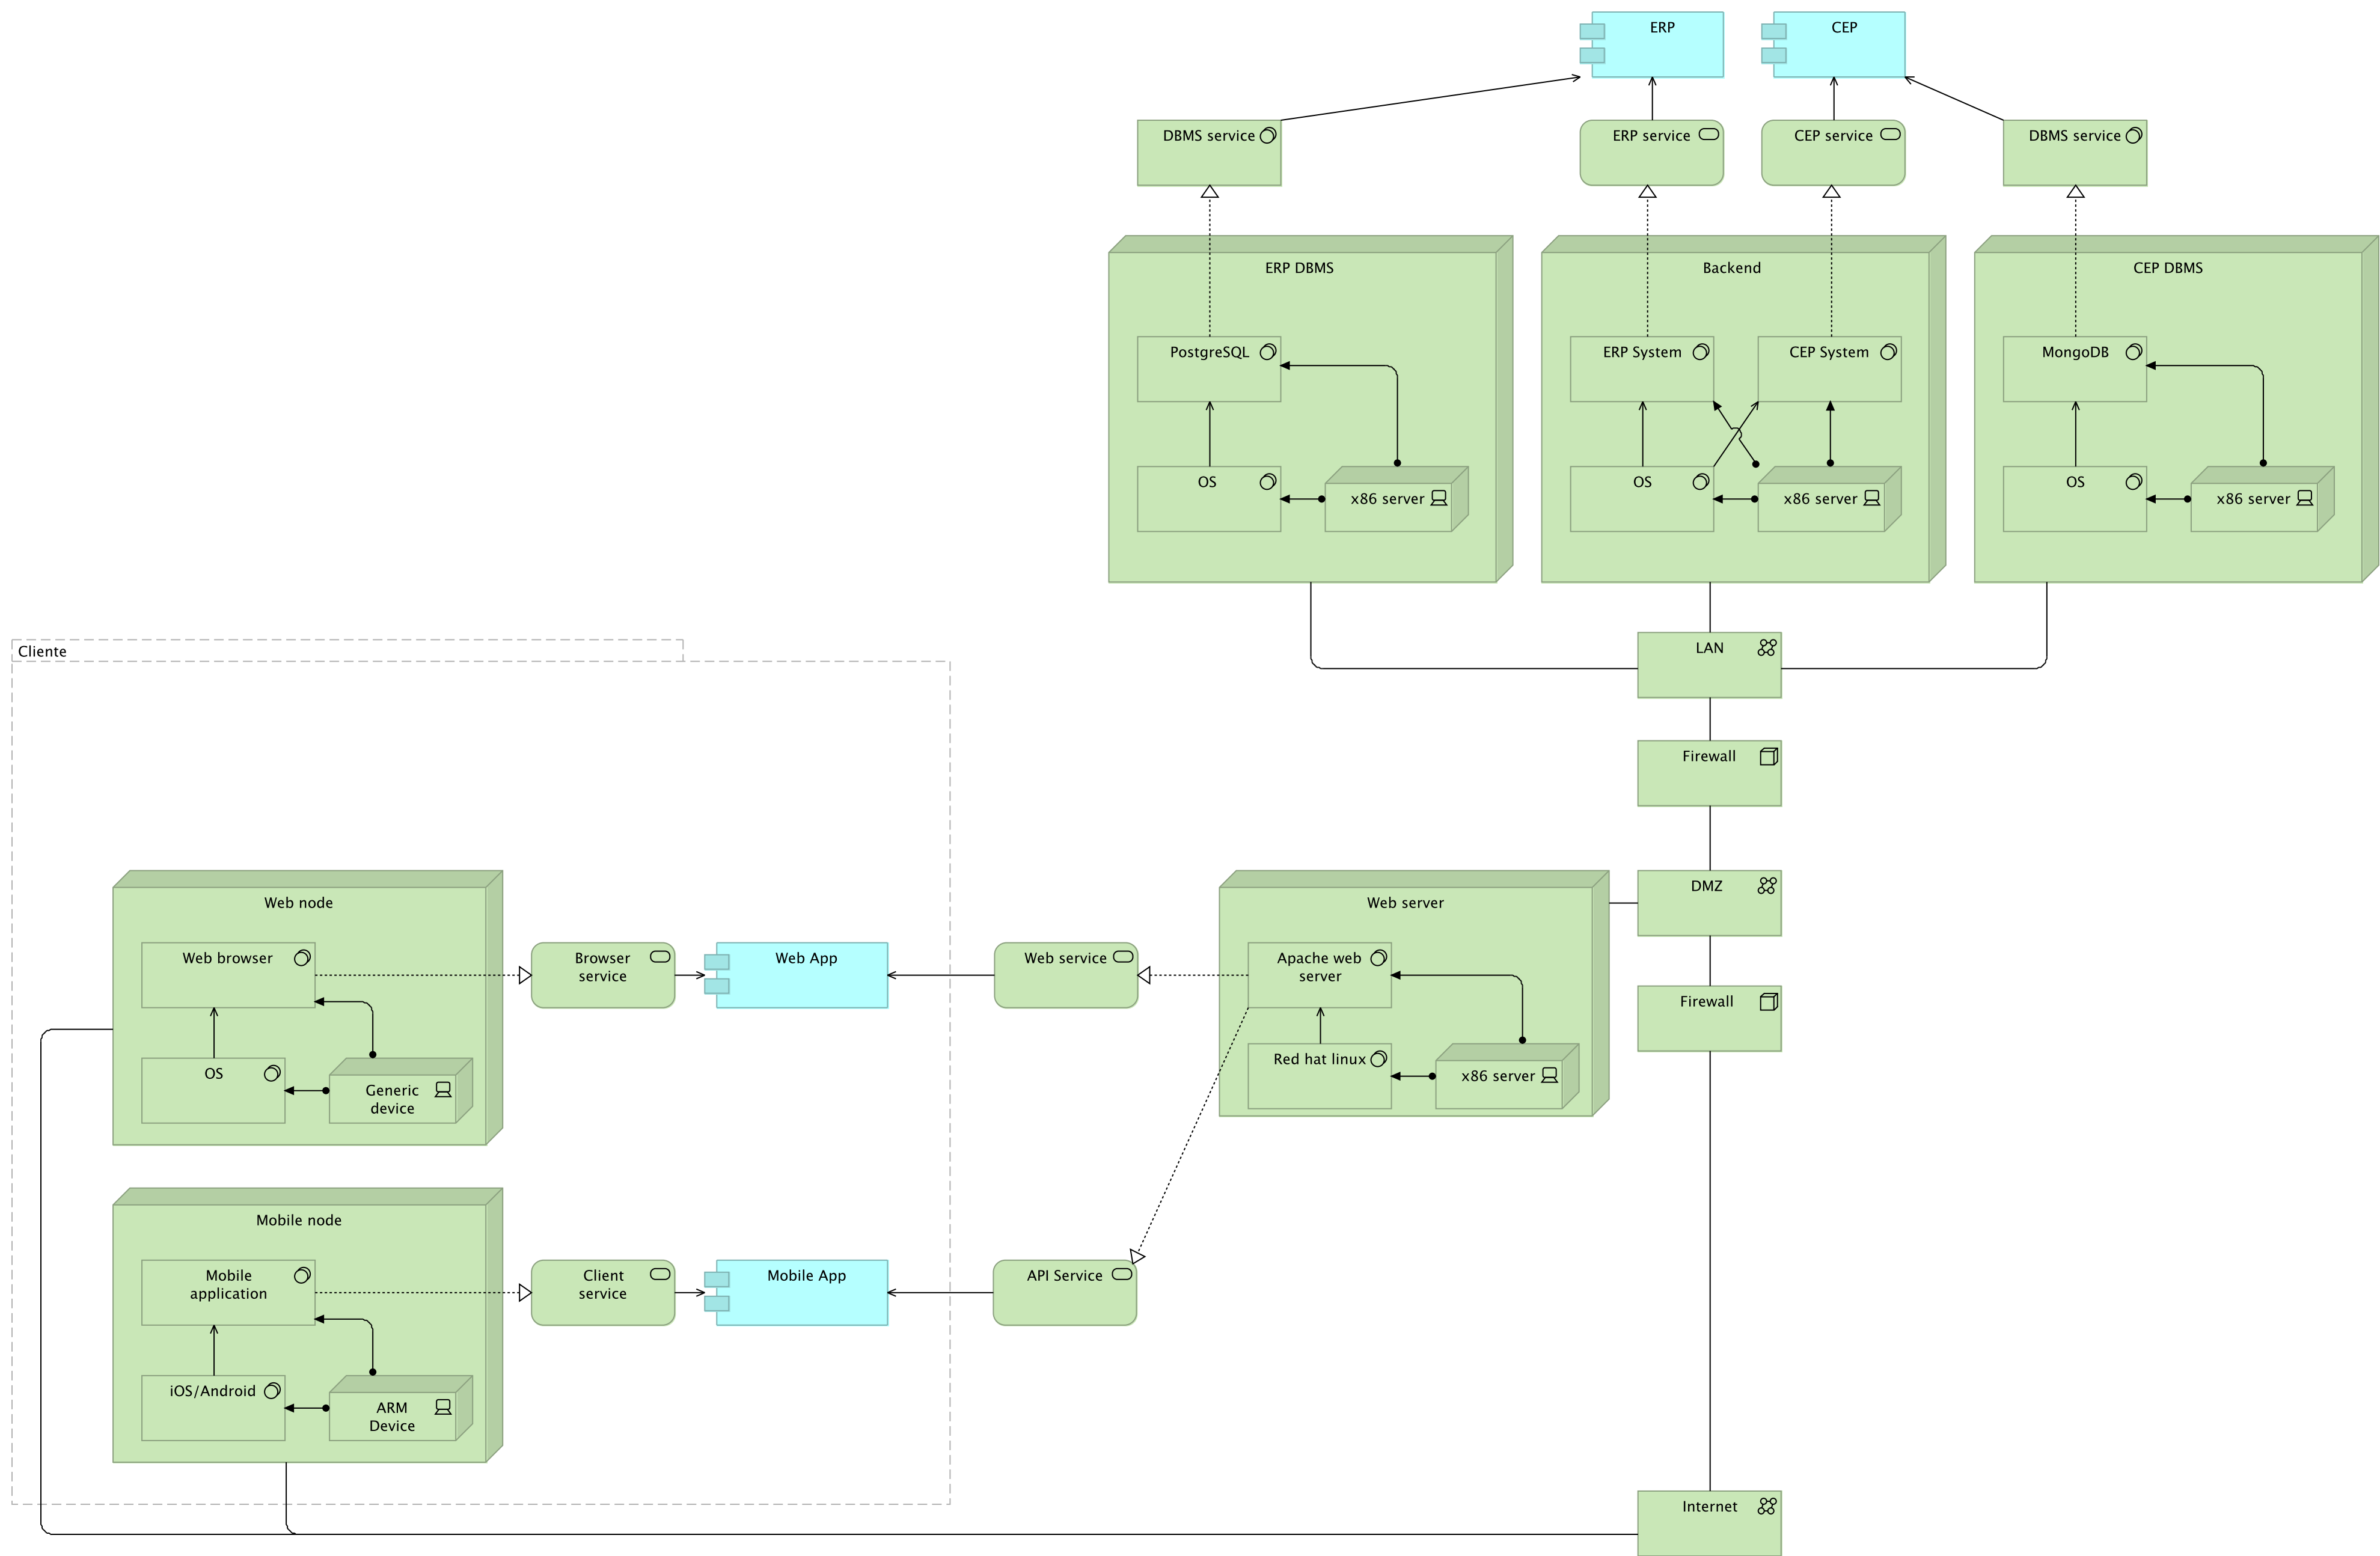 ERP
CEP
DBMS service
ERP service
CEP service
DBMS service
ERP DBMS
Backend
CEP DBMS
PostgreSQL
ERP System
CEP System
MongoDB
OS
x86 server
OS
x86 server
OS
x86 server
LAN
Cliente
Firewall
DMZ
Web node
Web server
Web browser
Browser
service
Web App
Web service
Apache web
server
Firewall
OS
Generic
device
Red hat linux
x86 server
Mobile node
Mobile
application
Client
service
Mobile App
API Service
iOS/Android
ARM
Device
Internet